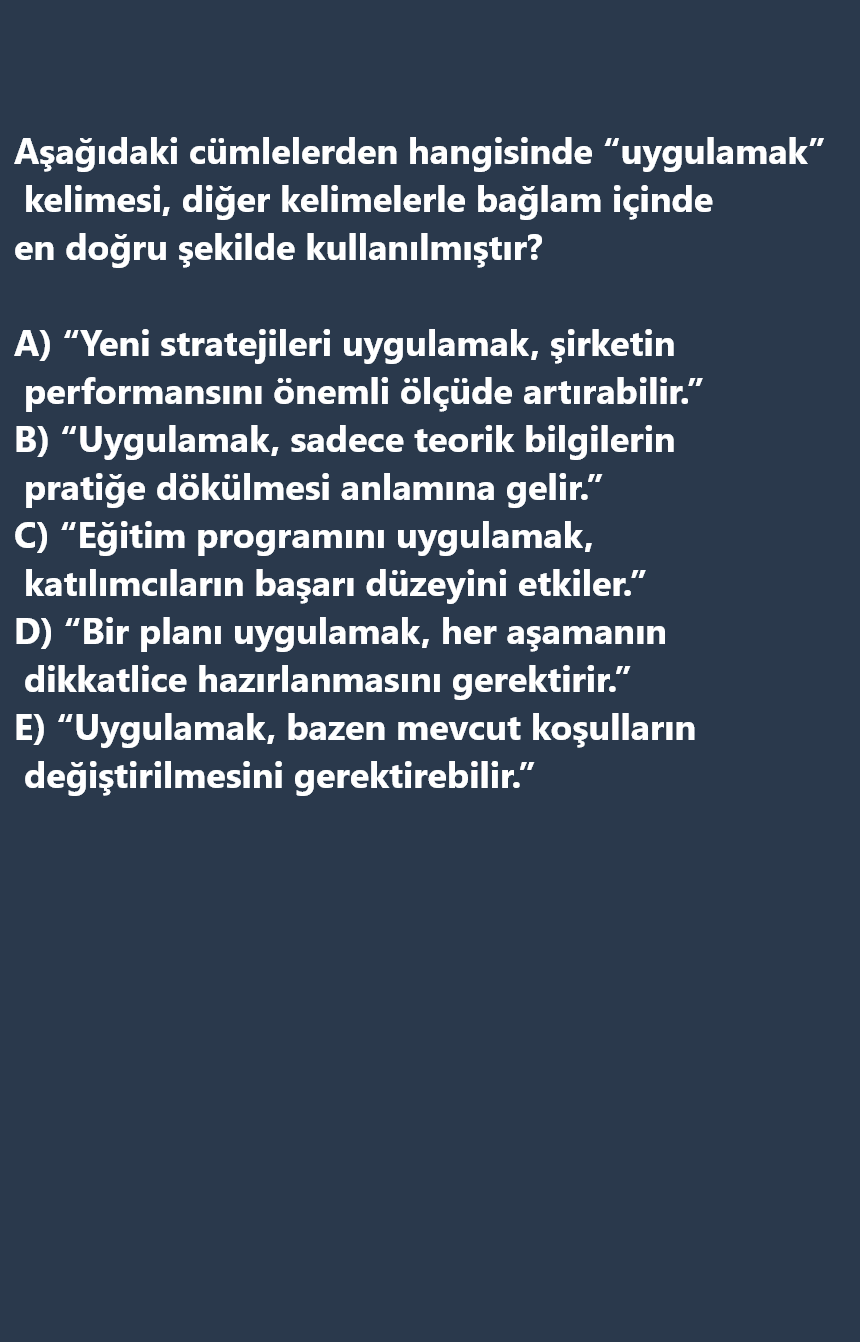 Aşağıdaki cümlelerden hangisinde “uygulamak”
kelimesi, diğer kelimelerle bağlam içinde
en doğru şekilde kullanılmıştır?
A) “Yeni stratejileri uygulamak, şirketin
performansını önemli ölçüde artırabilir.”
B) “Uygulamak, sadece teorik bilgilerin
pratiğe dökülmesi anlamına gelir.”
C) “Eğitim programını uygulamak,
katılımcıların başarı düzeyini etkiler.”
D) “Bir planı uygulamak, her aşamanın
dikkatlice hazırlanmasını gerektirir.”
E) “Uygulamak, bazen mevcut koşulların
değiştirilmesini gerektirebilir.”